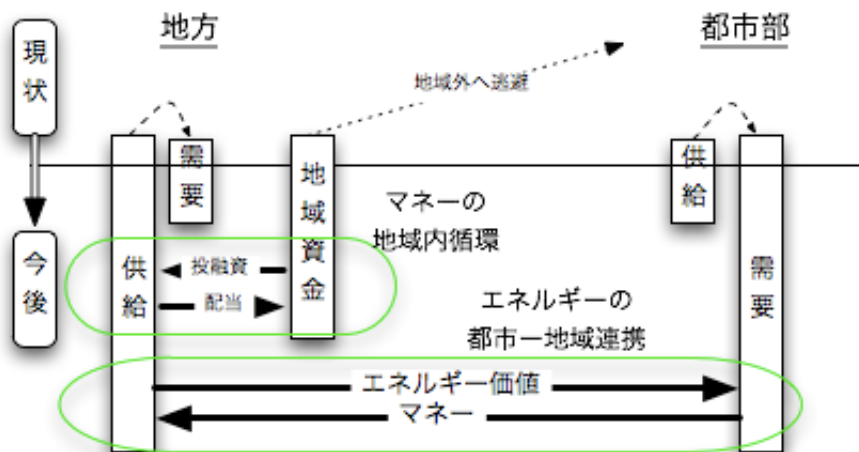 現状
地方
都市部
地域外へ逃避
需要
地域資金
供給
マネーの
地域内循環
今後
供給
投融資
配当
需要
エネルギーの
都市ー地域連携
エネルギー価値
マネー